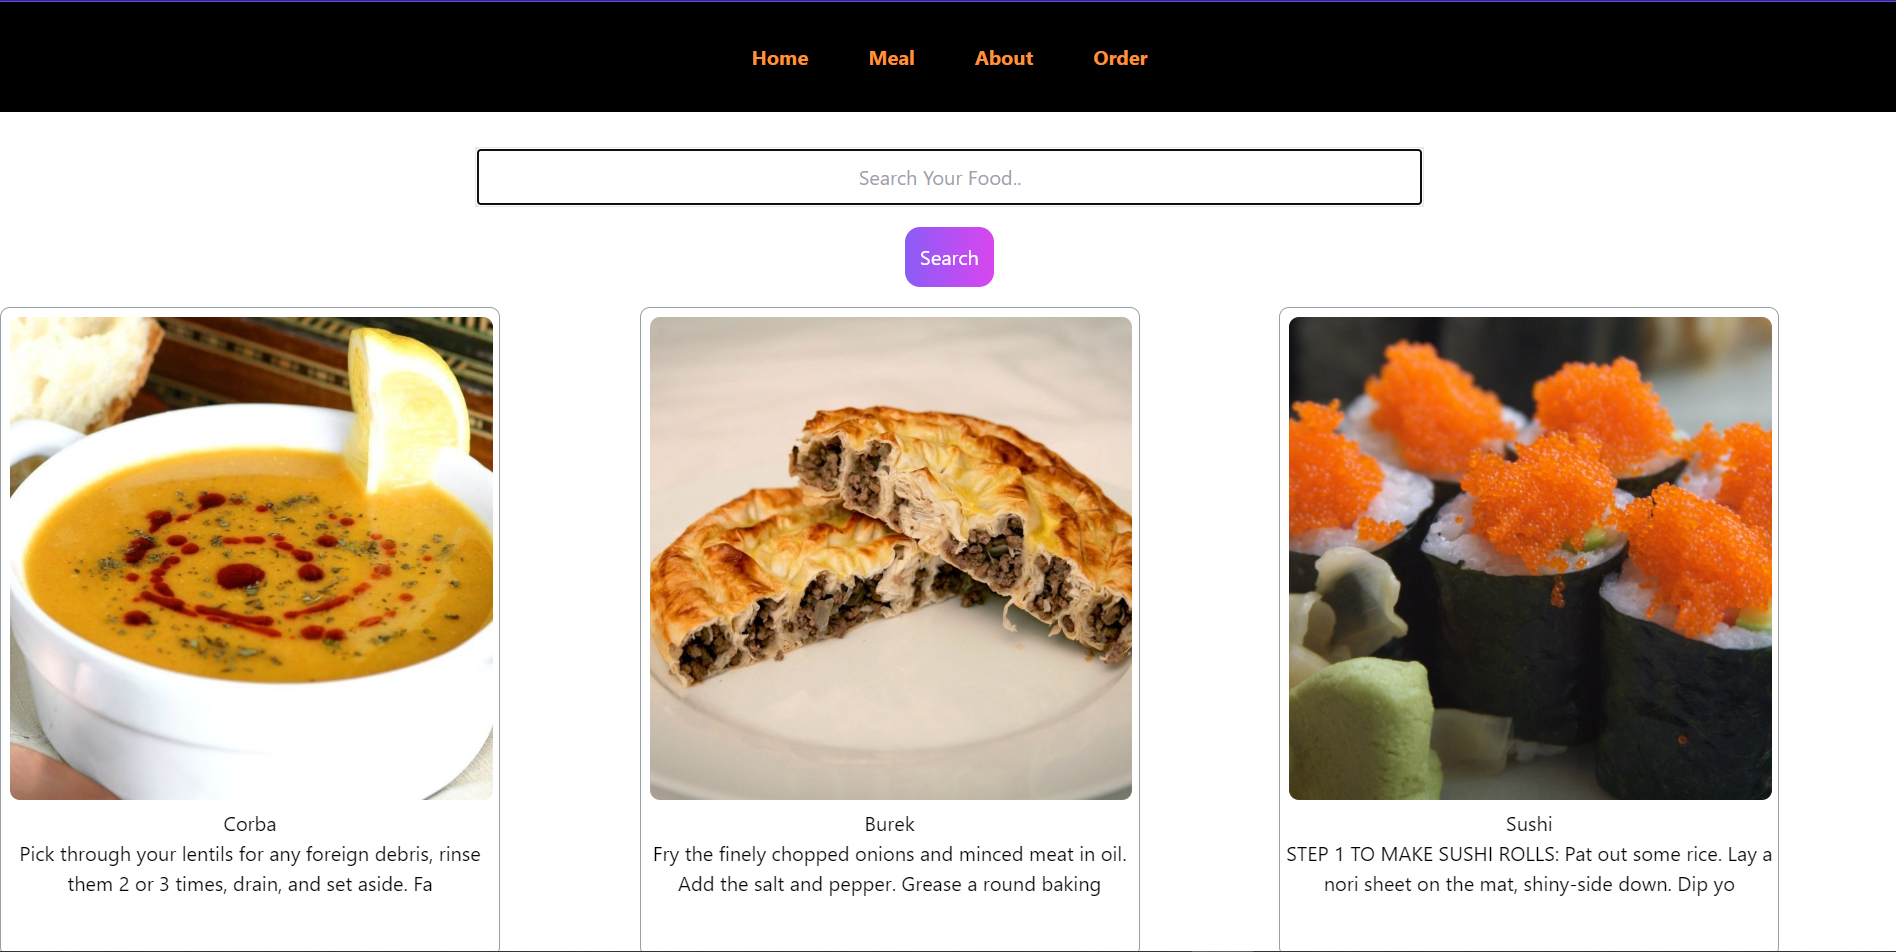 Home Meal About Order
Search Your Food..
Search
Corba
Pick through your lentils for any foreign debris, rinse
them 2 or 3 times, drain, and set aside. Fa
Burek
Fry the finely chopped onions and minced meat in oil.
Add the salt and pepper. Grease a round baking
Sushi
STEP 1 TO MAKE SUSHI ROLLS: Pat out some rice. Lay a
nori sheet on the mat, shiny-side down. Dip yo